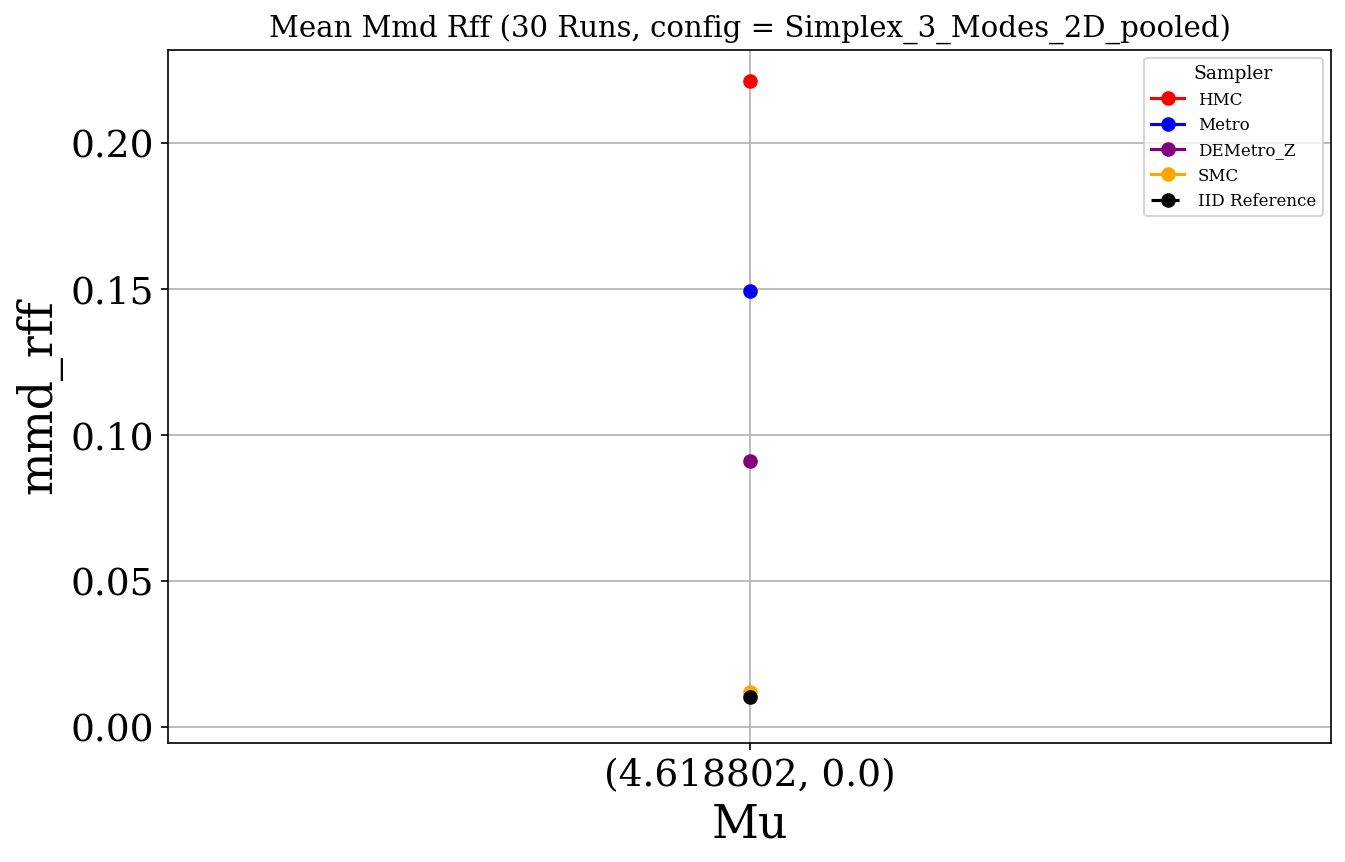 Mean Mmd Rff (30 Runs, config = Simplex_3_Modes_2D_pooled)
Sampler
HMC
Metro
DEMetro_Z
SMC
IID Reference
mmd_rff
0.20
0.15
0.10
0.05
0.00
(4.618802, 0.0)
Mu